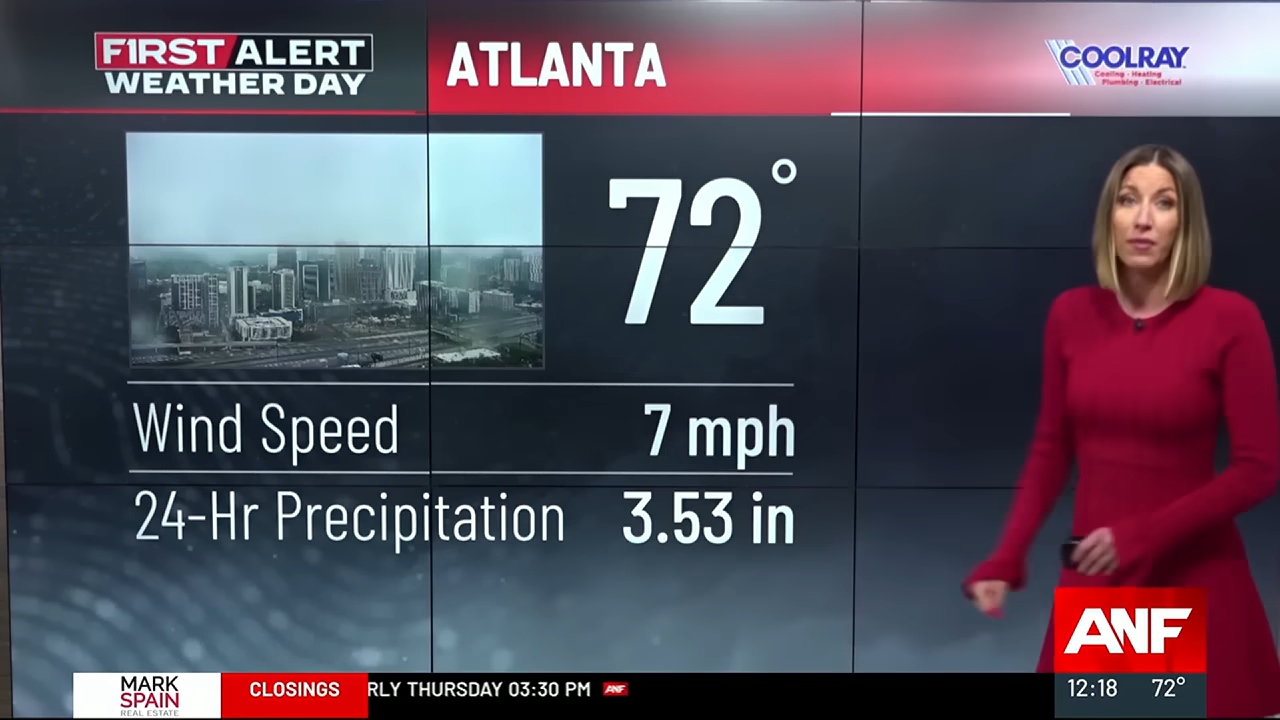 FIRST ALERT
WEATHER DAY
ATLANTA
COOLRAY
Cooling - Heating
Plumbing - Electrical
72°
Wind Speed 7 mph
24-Hr Precipitation 3.53 in
ANF
12:18 72°
MARK
SPAIN
REAL ESTATE
CLOSINGS
RLY THURSDAY 03:30 PM ANF